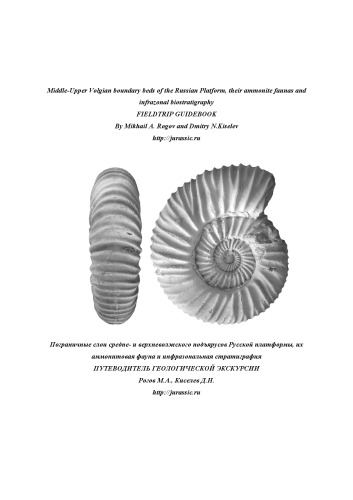 Middle-Upper Volgian boundary beds of the Russian Platform, their ammonite faunas and
infrazonal biostratigraphy
FIELDTRIP GUIDEBOOK
By Mikhail A. Rogov and Dmitry N.Kiselev
http://jurassic.ru
Пограничные слои средне- и верхневолжского подъярусов Русской платформы, их
аммонитовая фауна и инфразональная стратиграфия
ПУТЕВОДИТЕЛЬ ГЕОЛОГИЧЕСКОЙ ЭКСКУРСИИ
Рогов М.А., Киселев Д.Н.
http://jurassic.ru